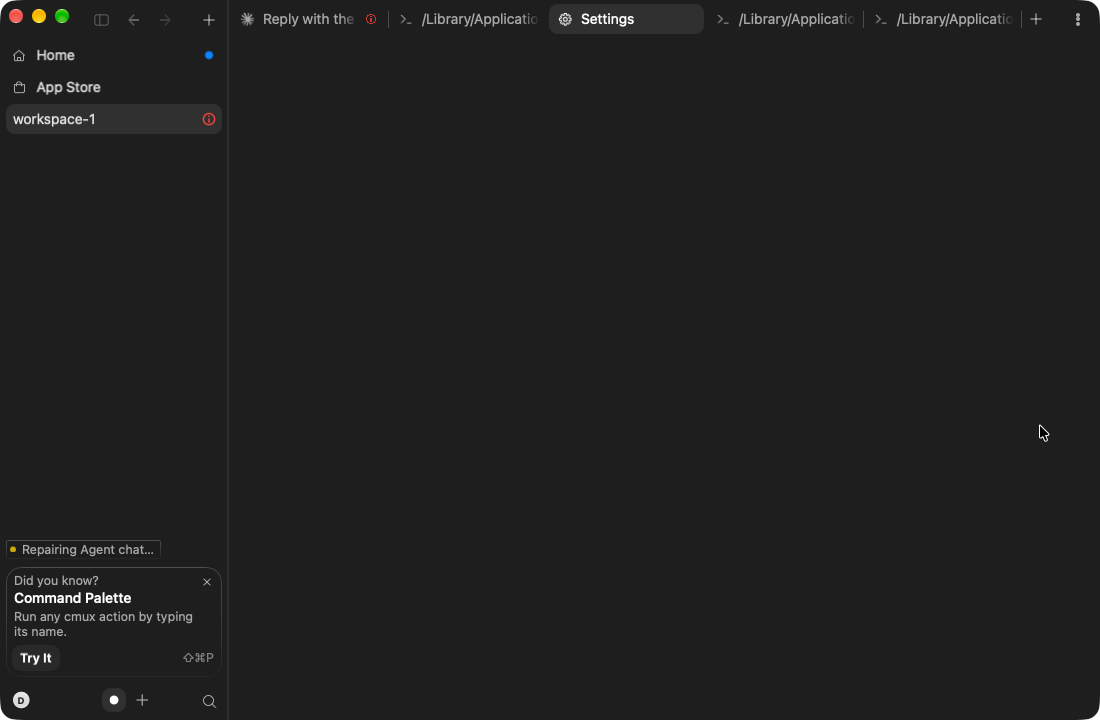 Reply with the
/Library/Applicatio
Settings
/Library/Applicatio
/Library/Applicatio
Home
App Store
workspace-1
Repairing Agent chat...
Did you know?
Command Palette
Run any cmux action by typing
its name.
Try It
⇧⌘P
D